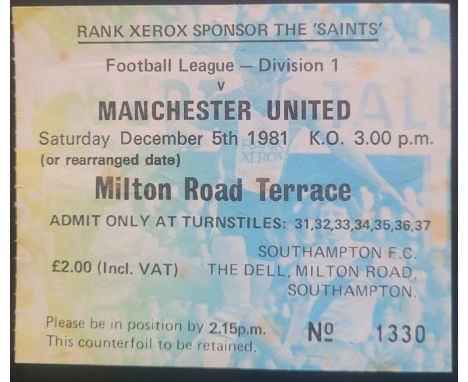 RANK XEROX SPONSOR THE 'SAINTS'
Football League — Division 1
v
MANCHESTER UNITED
Saturday December 5th 1981 K.O. 3.00 p.m.
(or rearranged date)
RANK
XEROX
Milton Road Terrace
ADMIT ONLY AT TURNSTILES: 31,32,33,34,35,36,37
SOUTHAMPTON F.C.
£2.00 (Incl. VAT) THE DELL, MILTON ROAD,
SOUTHAMPTON.
Please be in position by 2.15p.m.
This counterfoil to be retained.
Nº 1330